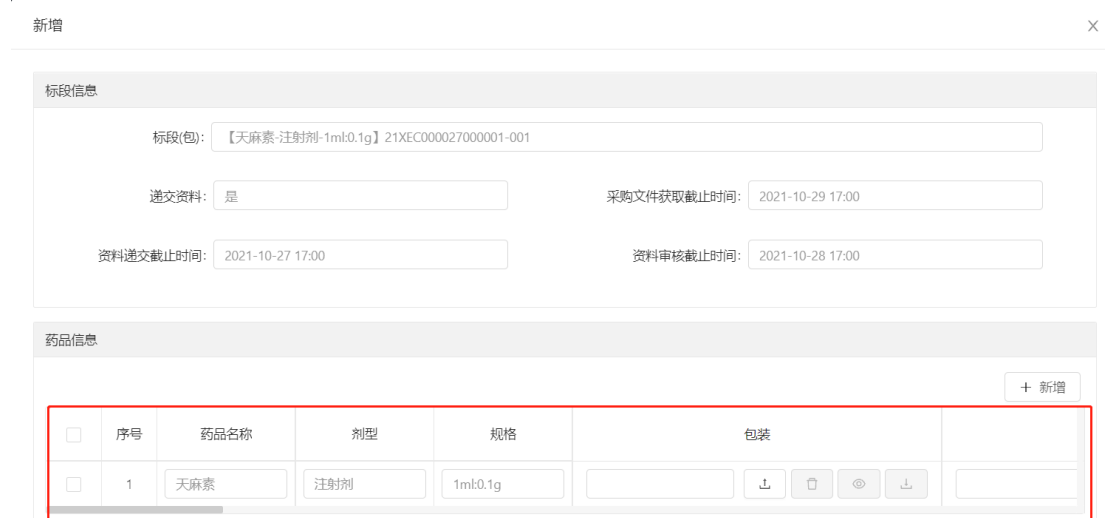 新增
标段信息
标段(包): 【天麻素-注射剂-1ml:0.1g】21XEC000027000001-001
递交资料: 是 采购文件获取截止时间: 2021-10-29 17:00
资料递交截止时间: 2021-10-27 17:00 资料审核截止时间: 2021-10-28 17:00
药品信息
+ 新增
序号 药品名称 剂型 规格 包装
1 天麻素 注射剂 1ml:0.1g